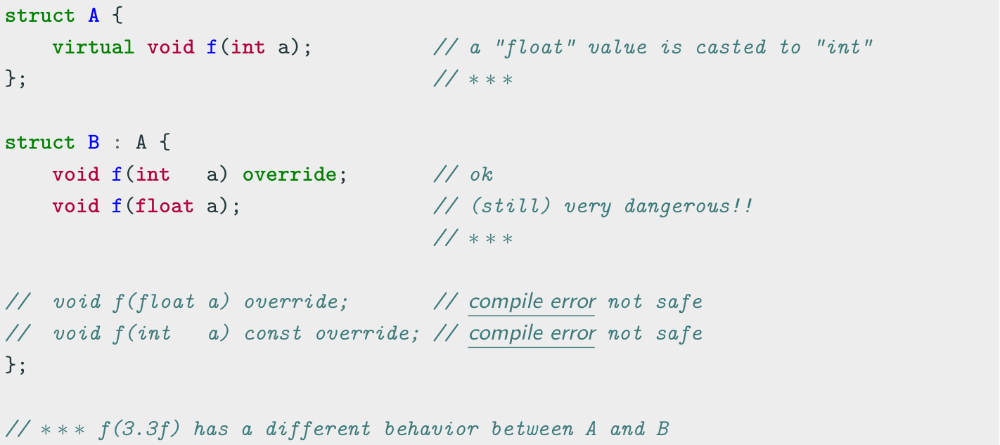 struct A {
    virtual void f(int a);          // a "float" value is casted to "int"
};                                  // ***
struct B : A {
    void f(int   a) override;       // ok
    void f(float a);                // (still) very dangerous!!
                                    // ***
//  void f(float a) override;       // compile error not safe
//  void f(int   a) const override; // compile error not safe
};
// *** f(3.3f) has a different behavior between A and B